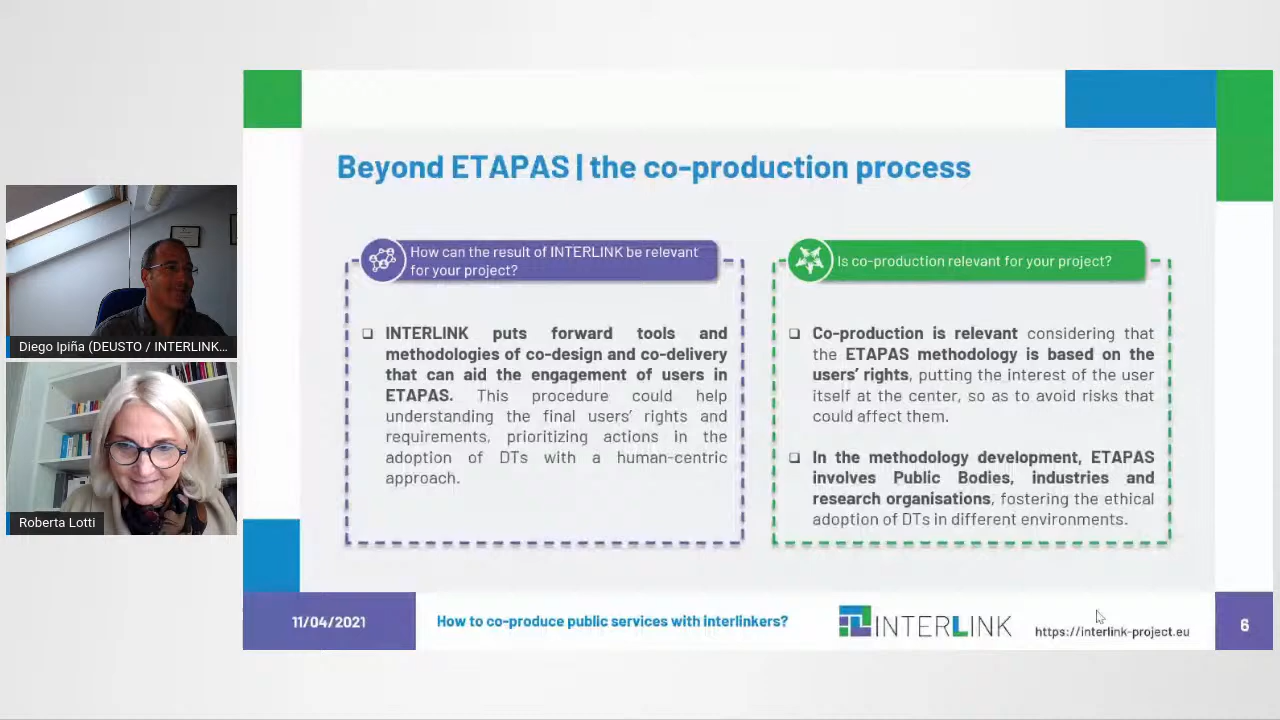 Beyond ETAPAS | the co-production process
How can the result of INTERLINK be relevant
for your project?
INTERLINK puts forward tools and
methodologies of co-design and co-delivery
that can aid the engagement of users in
ETAPAS. This procedure could help
understanding the final users' rights and
requirements, prioritizing actions in the
adoption of DTs with a human-centric
approach.
Is co-production relevant for your project?
Co-production is relevant considering that
the ETAPAS methodology is based on the
users' rights, putting the interest of the user
itself at the center, so as to avoid risks that
could affect them.
In the methodology development, ETAPAS
involves Public Bodies, industries and
research organisations, fostering the ethical
adoption of DTs in different environments.
Diego Ipiña (DEUSTO / INTERLINK...
Roberta Lotti
11/04/2021
How to co-produce public services with interlinkers?
INTERLINK
https://interlink-project.eu
6